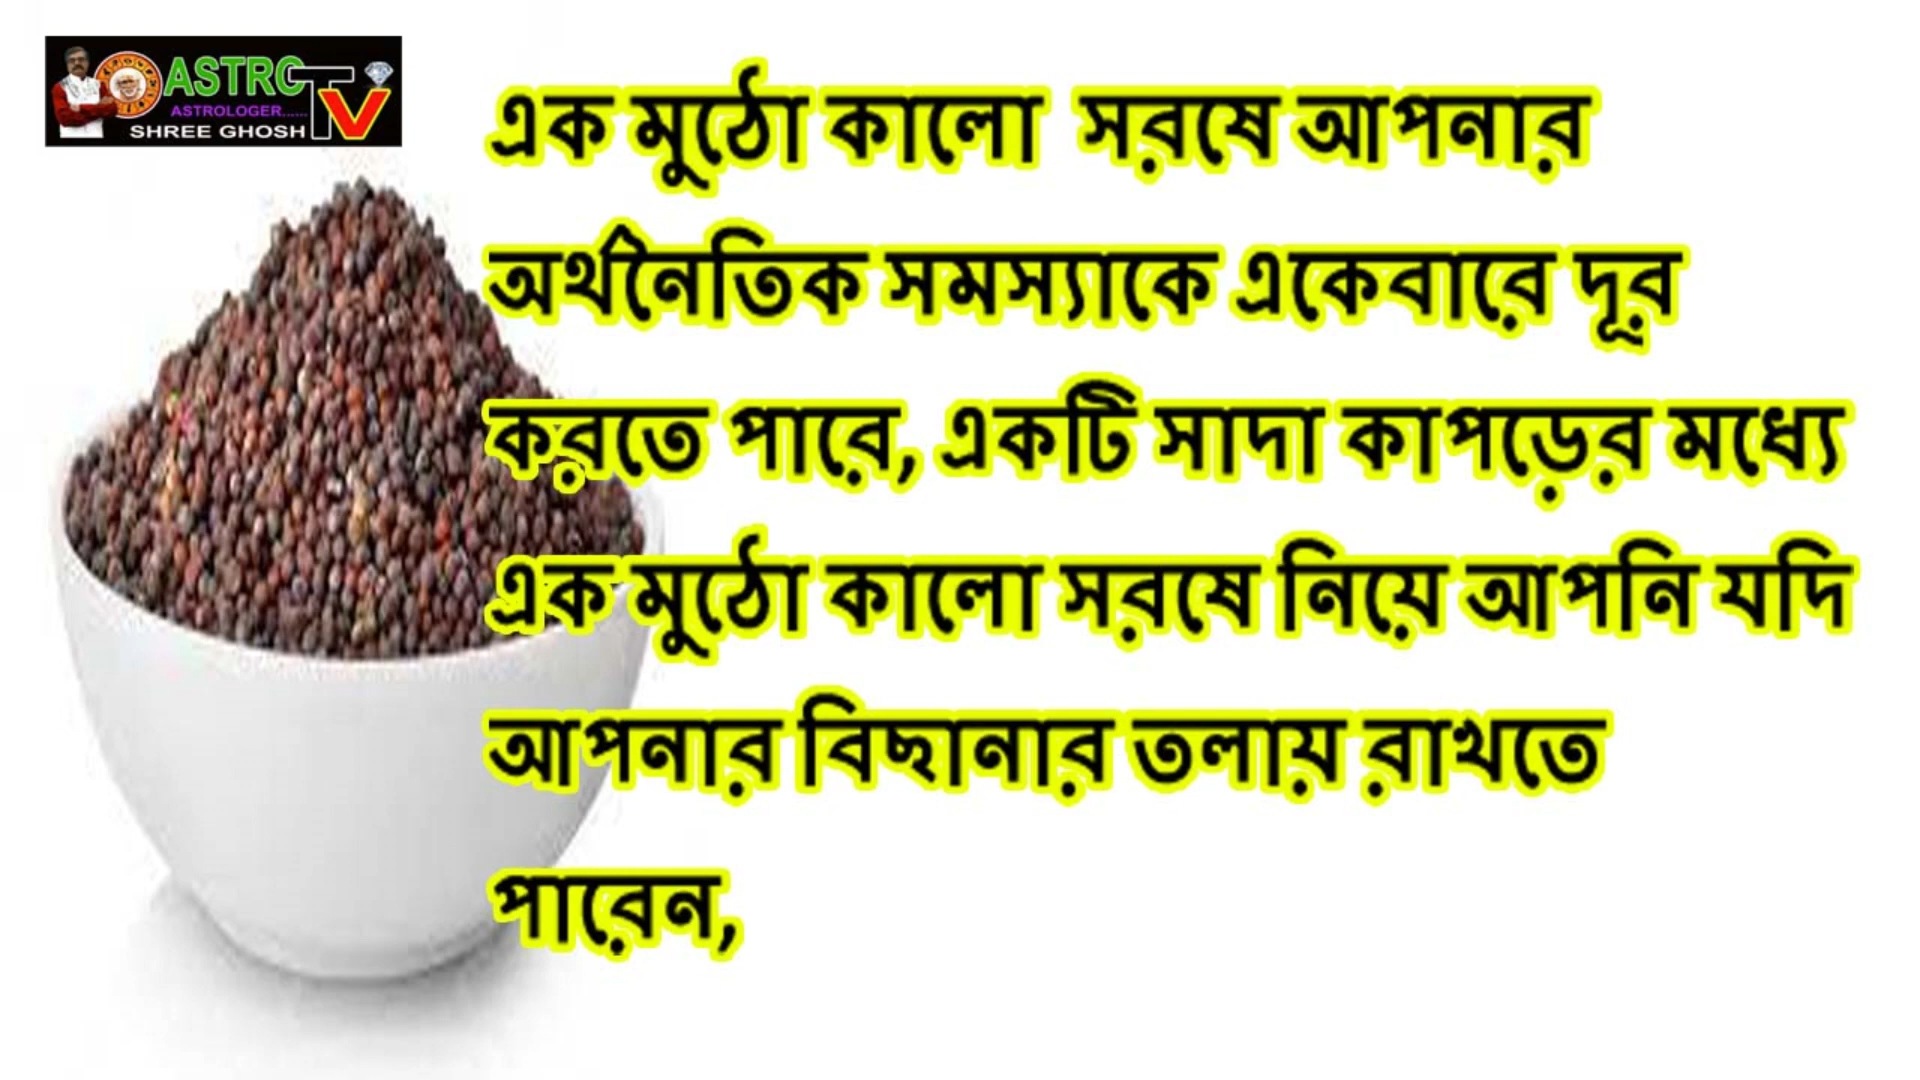 ASTRO
ASTROLOGER......
SHREE GHOSH
TV
এক মুঠো কালো সরষে আপনার
অর্থনৈতিক সমস্যাকে একেবারে দূর
করতে পারে, একটি সাদা কাপড়ের মধ্যে
এক মুঠো কালো সরষে নিয়ে আপনি যদি
আপনার বিছানার তলায় রাখতে
পারেন,